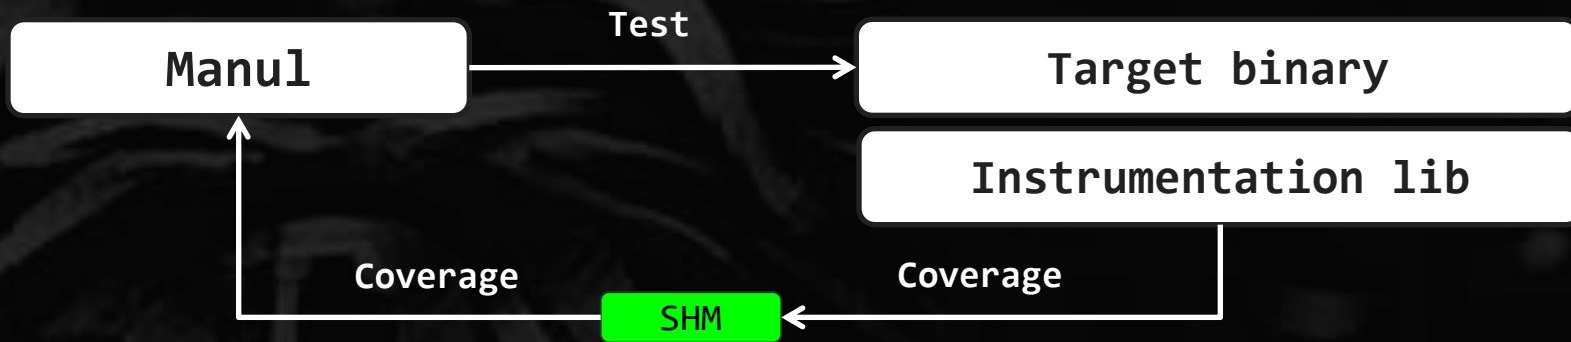 Test
Manul
Target binary
Instrumentation lib
Coverage
Coverage
SHM